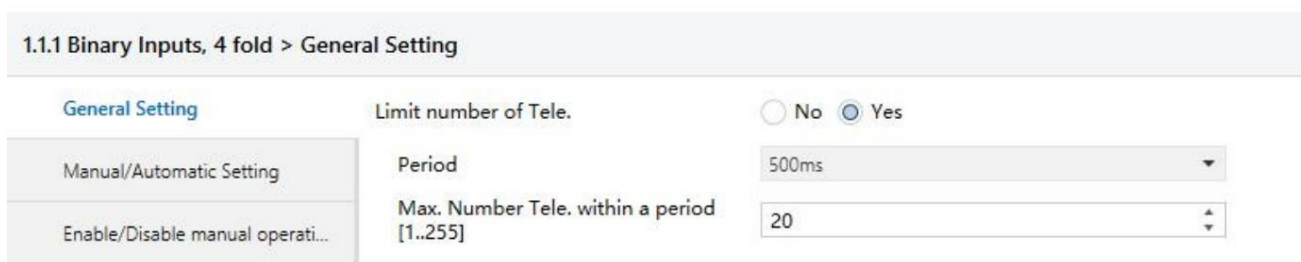 1.1.1 Binary Inputs, 4 fold > General Setting
General Setting
Limit number of Tele.
No Yes
Manual/Automatic Setting
Period
500ms
Max. Number Tele. within a period
[1..255]
20
Enable/Disable manual operati...